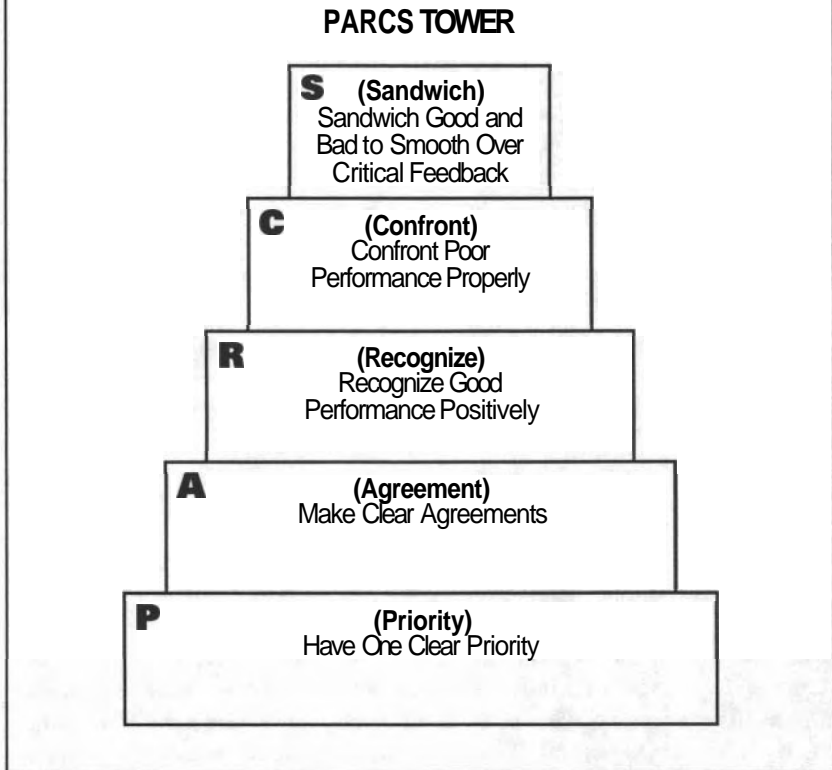 PARCS TOWER
S (Sandwich)
Sandwich Good and
Bad to Smooth Over
Critical Feedback
C (Confront)
Confront Poor
Performance Properly
R (Recognize)
Recognize Good
Performance Positively
A (Agreement)
Make Clear Agreements
P (Priority)
Have One Clear Priority